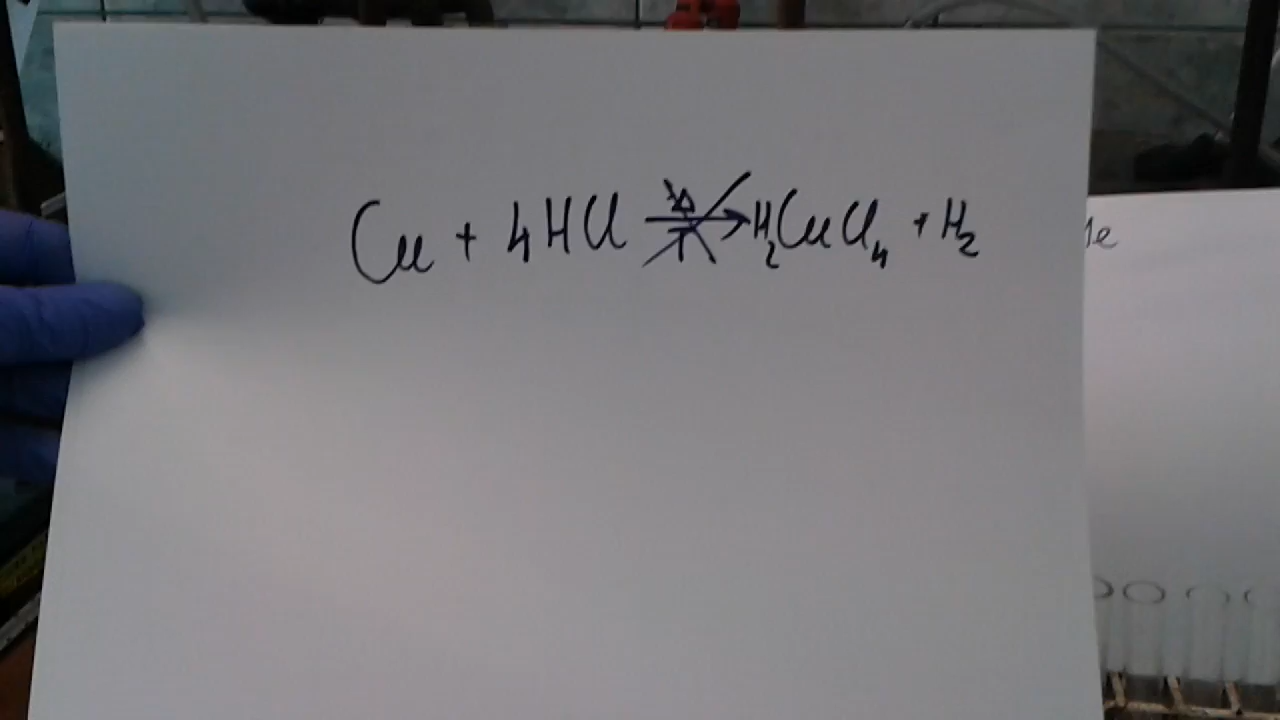 Cu + 4HCl → H₂CuCl₄ + H₂